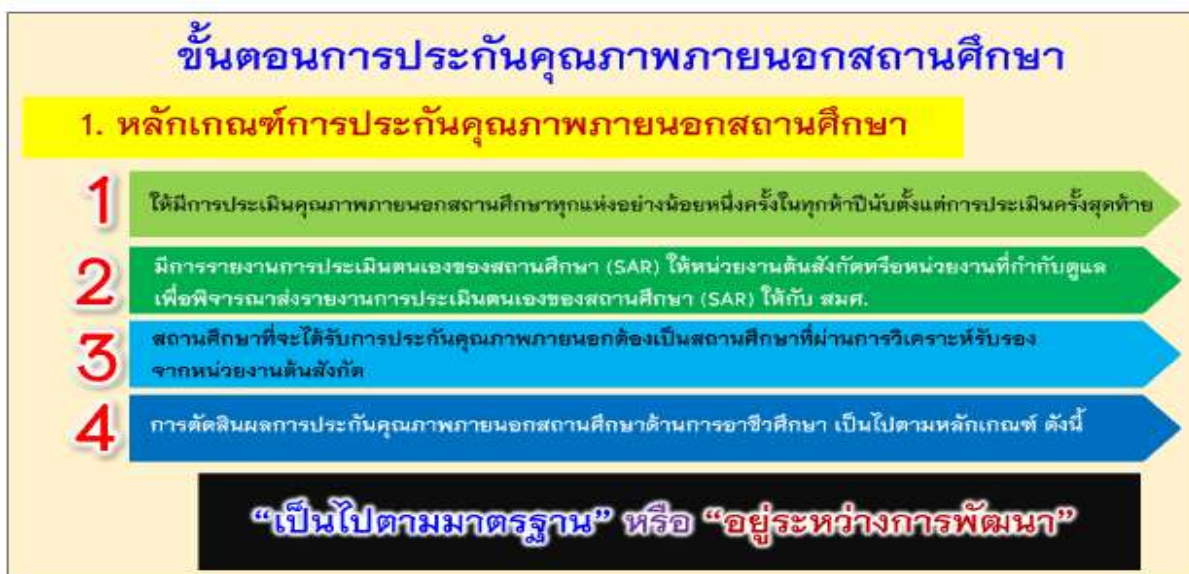 ขั้นตอนการประกันคุณภาพภายนอกสถานศึกษา
1. หลักเกณฑ์การประกันคุณภาพภายนอกสถานศึกษา
1 ให้มีการประเมินคุณภาพภายนอกสถานศึกษาทุกแห่งอย่างน้อยหนึ่งครั้งในทุกห้าปีนับตั้งแต่การประเมินครั้งสุดท้าย
2 มีการรายงานการประเมินตนเองของสถานศึกษา (SAR) ให้หน่วยงานต้นสังกัดหรือหน่วยงานที่กำกับดูแล
เพื่อพิจารณาส่งรายงานการประเมินตนเองของสถานศึกษา (SAR) ให้กับ สมศ.
3 สถานศึกษาที่จะได้รับการประกันคุณภาพภายนอกต้องเป็นสถานศึกษาที่ผ่านการวิเคราะห์รับรอง
จากหน่วยงานต้นสังกัด
4 การตัดสินผลการประกันคุณภาพภายนอกสถานศึกษาด้านการอาชีวศึกษา เป็นไปตามหลักเกณฑ์ ดังนี้
“เป็นไปตามมาตรฐาน” หรือ “อยู่ระหว่างการพัฒนา”